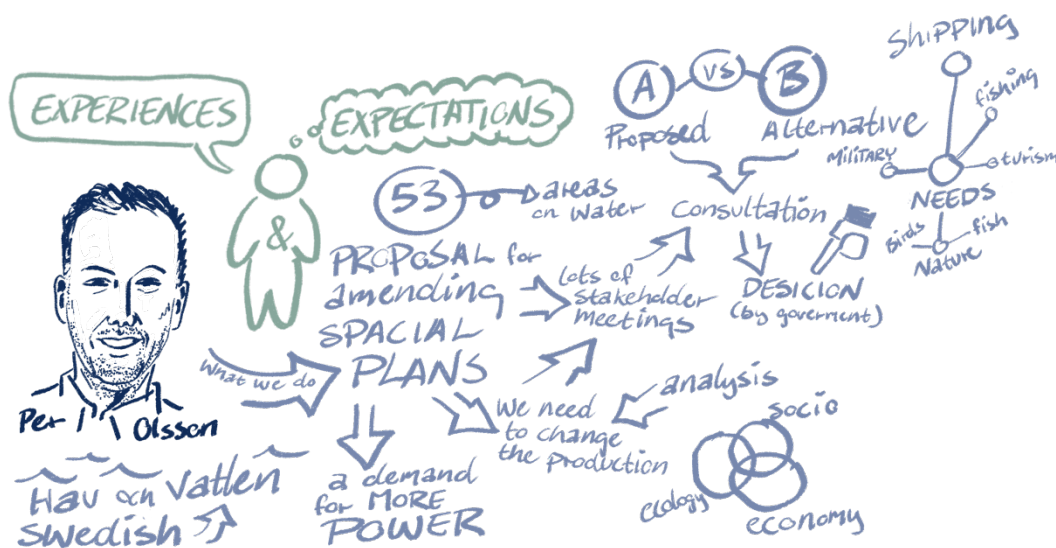 EXPERIENCES
&
EXPECTATIONS
Per Olsson
Hav och Vatten
Swedish
What we do
53
areas
on water
PROPOSAL for
amending
SPACIAL
PLANS
a demand
for MORE
POWER
lots of
stakeholder
meetings
We need
to change
the production
analysis
socio
ecology
economy
A vs B
Proposed
Alternative
Consultation
DESICION
(by goverment)
Shipping
fishing
turism
MILITARY
NEEDS
Birds
fish
Nature